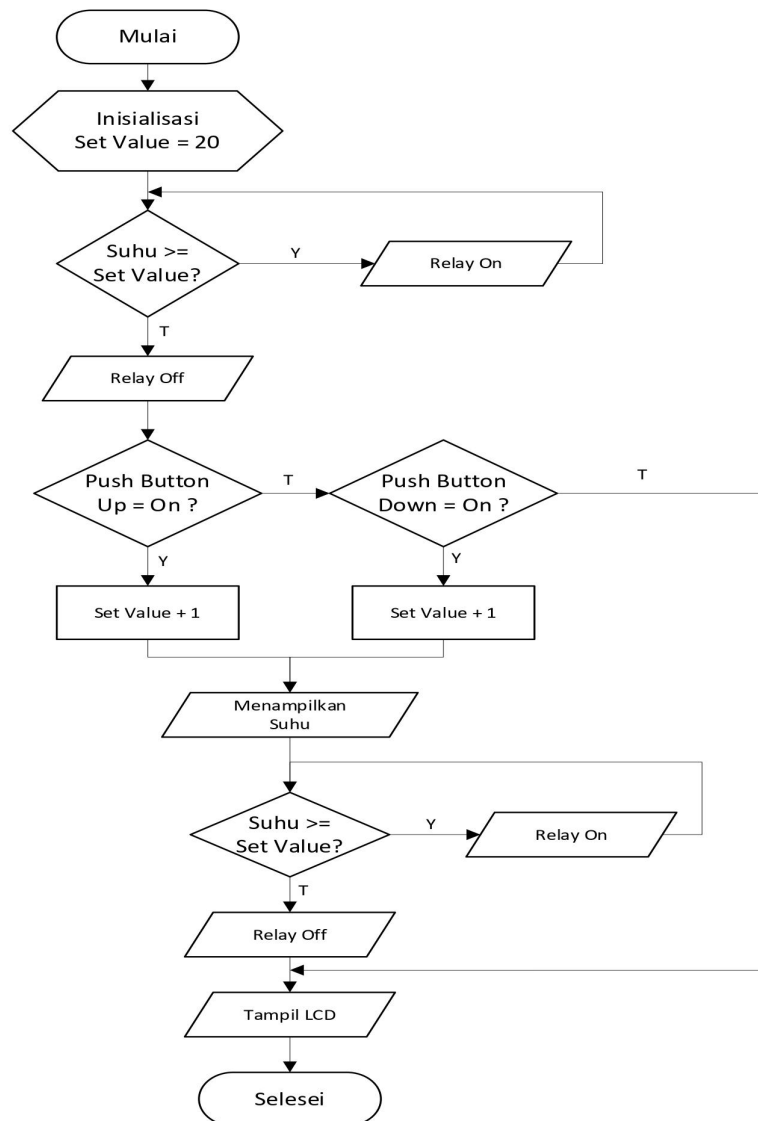 Mulai
Inisialisasi
Set Value = 20
Suhu >=
Set Value?
Y
Relay On
T
Relay Off
Push Button
Up = On ?
T
Push Button
Down = On ?
T
Y
Y
Set Value + 1
Set Value + 1
Menampilkan
Suhu
Suhu >=
Set Value?
Y
Relay On
T
Relay Off
Tampil LCD
Selesei